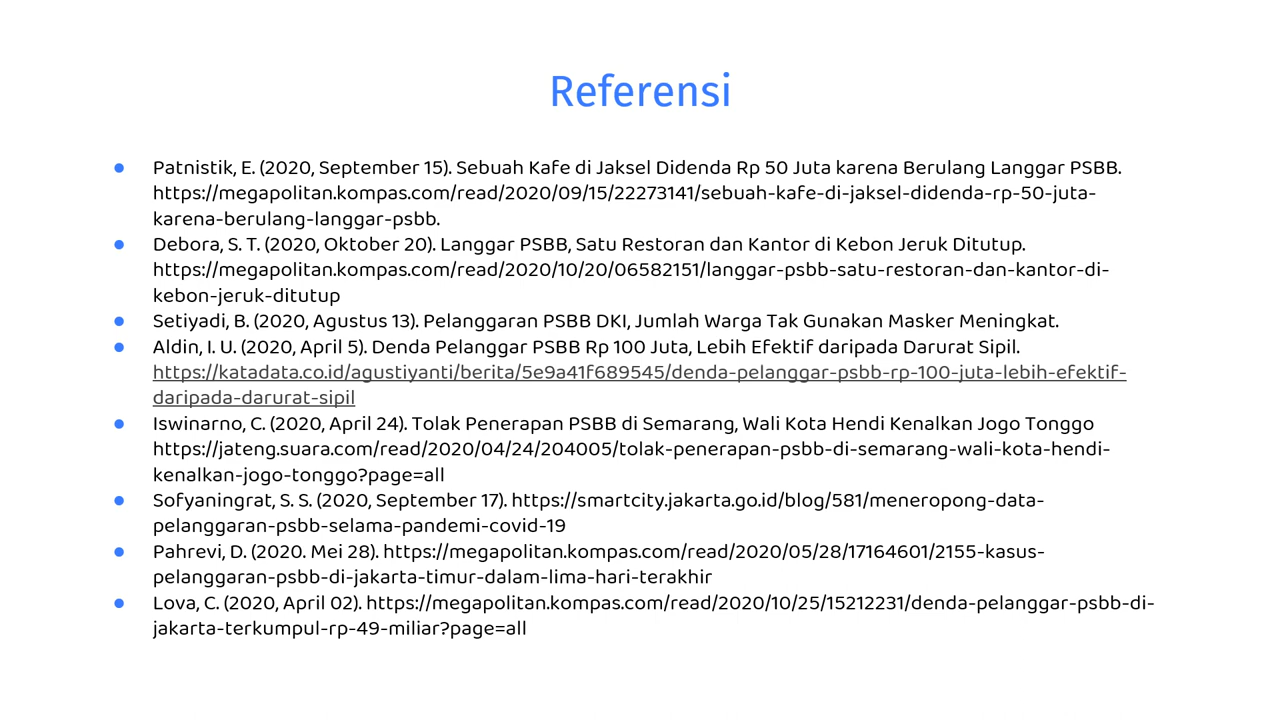 Referensi
● Patnistik, E. (2020, September 15). Sebuah Kafe di Jaksel Didenda Rp 50 Juta karena Berulang Langgar PSBB.
https://megapolitan.kompas.com/read/2020/09/15/22273141/sebuah-kafe-di-jaksel-didenda-rp-50-juta-
karena-berulang-langgar-psbb.
● Debora, S. T. (2020, Oktober 20). Langgar PSBB, Satu Restoran dan Kantor di Kebon Jeruk Ditutup.
https://megapolitan.kompas.com/read/2020/10/20/06582151/langgar-psbb-satu-restoran-dan-kantor-di-
kebon-jeruk-ditutup
● Setiyadi, B. (2020, Agustus 13). Pelanggaran PSBB DKI, Jumlah Warga Tak Gunakan Masker Meningkat.
● Aldin, I. U. (2020, April 5). Denda Pelanggar PSBB Rp 100 Juta, Lebih Efektif daripada Darurat Sipil.
https://katadata.co.id/agustiyanti/berita/5e9a41f689545/denda-pelanggar-psbb-rp-100-juta-lebih-efektif-
daripada-darurat-sipil
● Iswinarno, C. (2020, April 24). Tolak Penerapan PSBB di Semarang, Wali Kota Hendi Kenalkan Jogo Tonggo
https://jateng.suara.com/read/2020/04/24/204005/tolak-penerapan-psbb-di-semarang-wali-kota-hendi-
kenalkan-jogo-tonggo?page=all
● Sofyaningrat, S. S. (2020, September 17). https://smartcity.jakarta.go.id/blog/581/meneropong-data-
pelanggaran-psbb-selama-pandemi-covid-19
● Pahrevi, D. (2020. Mei 28). https://megapolitan.kompas.com/read/2020/05/28/17164601/2155-kasus-
pelanggaran-psbb-di-jakarta-timur-dalam-lima-hari-terakhir
● Lova, C. (2020, April 02). https://megapolitan.kompas.com/read/2020/10/25/15212231/denda-pelanggar-psbb-di-
jakarta-terkumpul-rp-49-miliar?page=all